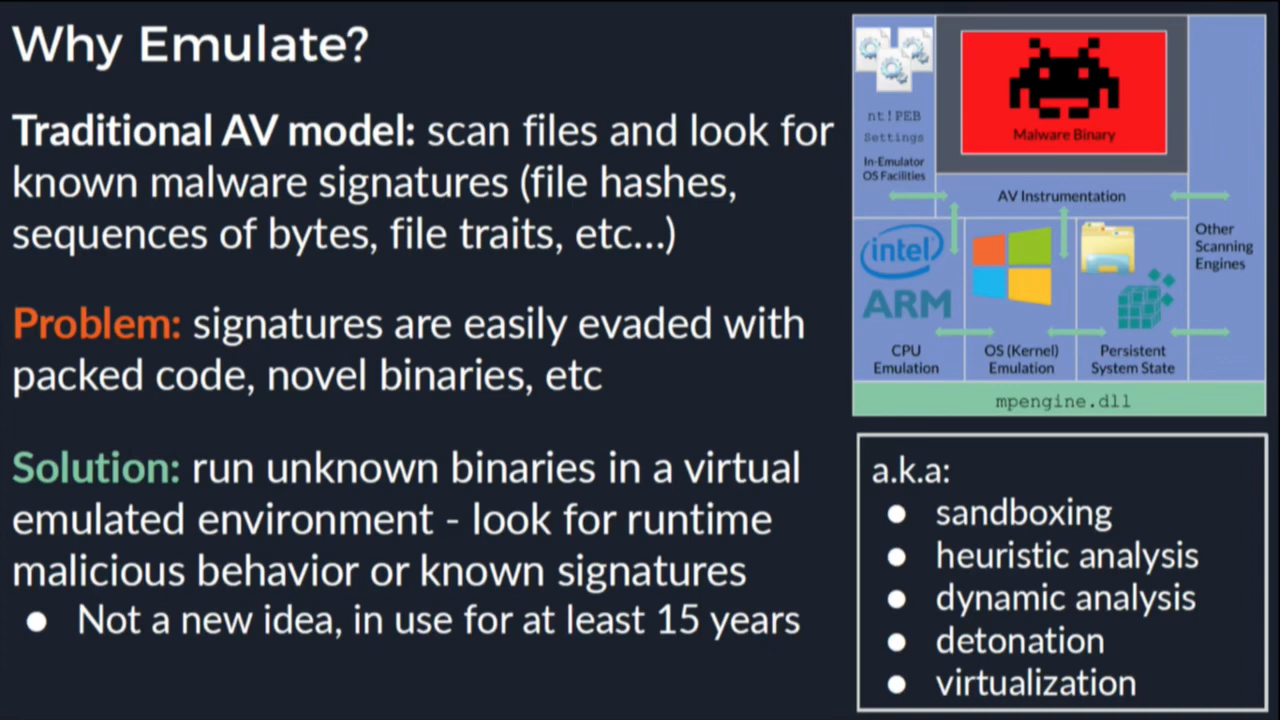 Why Emulate?
Traditional AV model: scan files and look for
known malware signatures (file hashes,
sequences of bytes, file traits, etc...)
Problem: signatures are easily evaded with
packed code, novel binaries, etc
Solution: run unknown binaries in a virtual
emulated environment - look for runtime
malicious behavior or known signatures
● Not a new idea, in use for at least 15 years
nt!PEB
Settings
In-Emulator
OS Facilities
Malware Binary
AV Instrumentation
Other
Scanning
Engines
intel
ARM
CPU
Emulation
OS (Kernel)
Emulation
Persistent
System State
mpengine.dll
a.k.a:
● sandboxing
● heuristic analysis
● dynamic analysis
● detonation
● virtualization